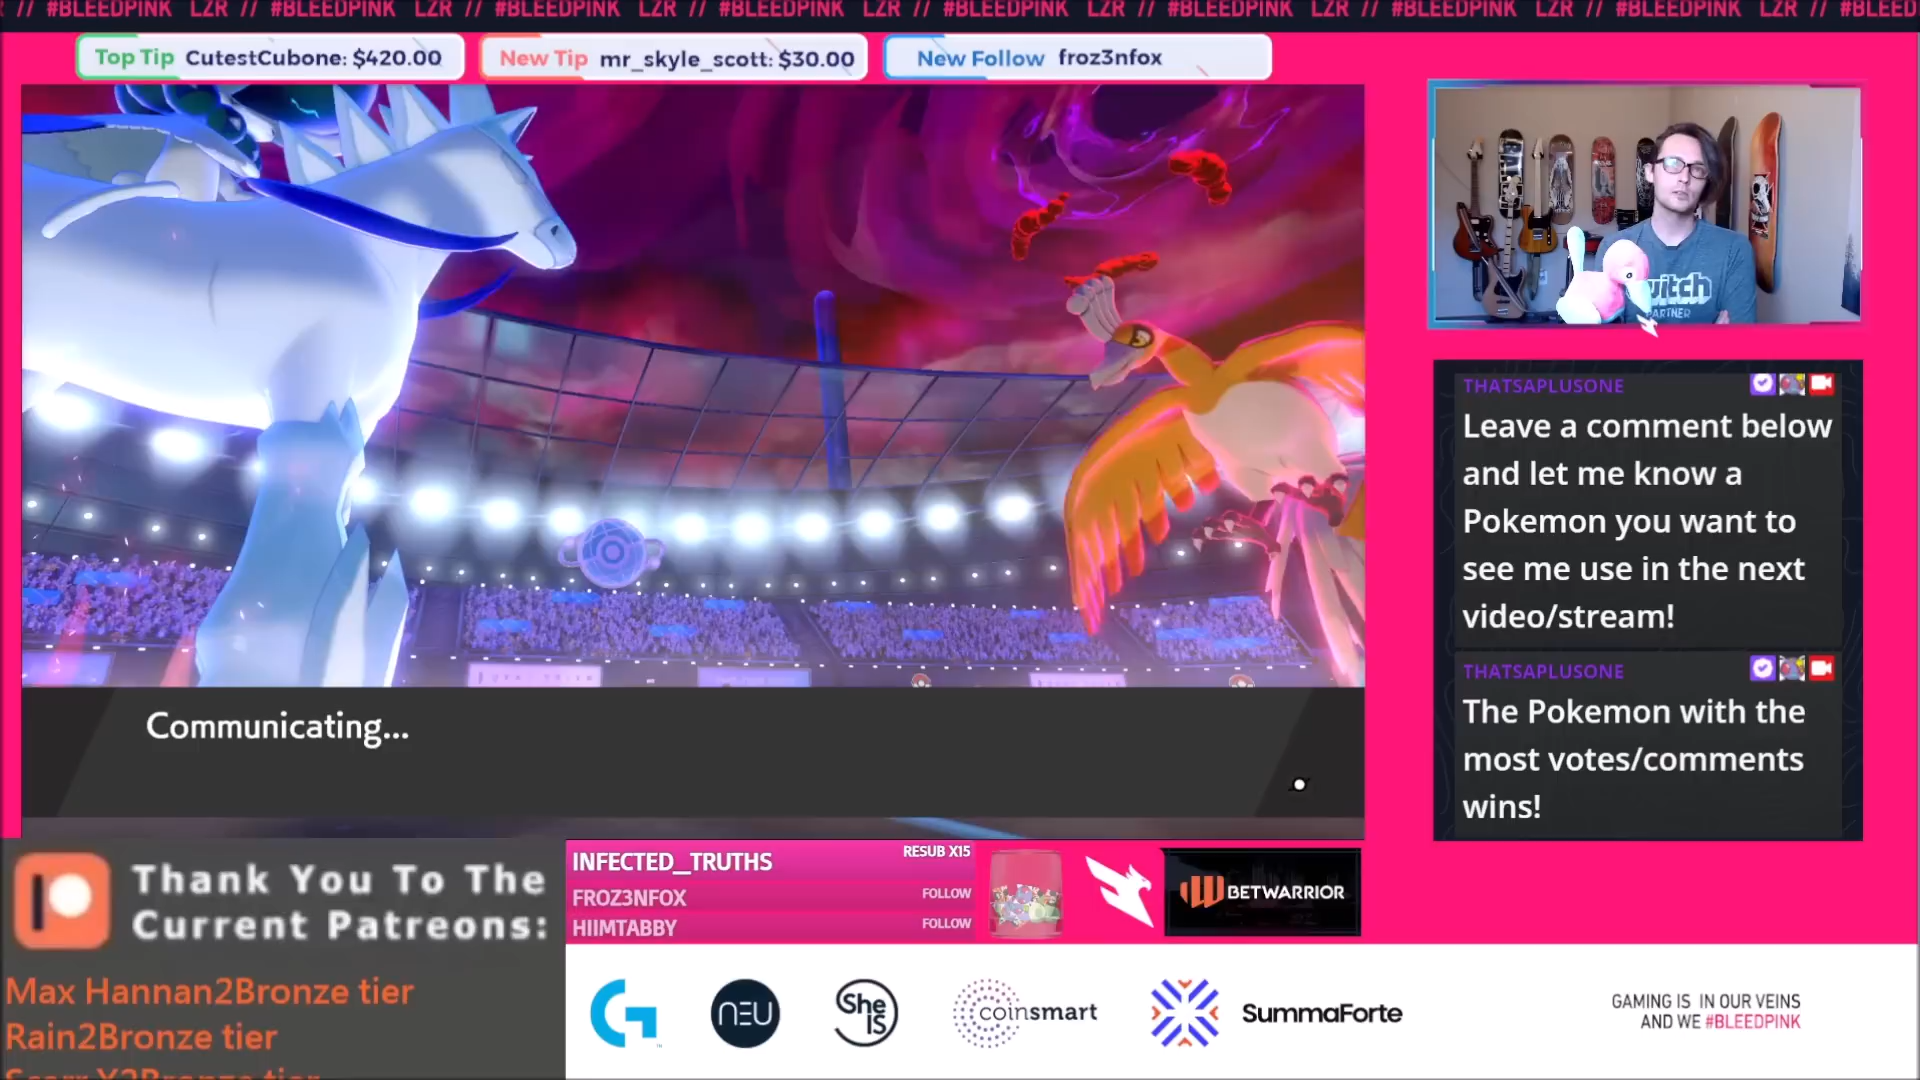 // #BLEEDPINK LZR // #BLEEDPINK LZR // #BLEEDPINK LZR // #BLEEDPINK LZR // #BLEEDPINK LZR // #BLEEDPINK LZR // #BLEEDPINK LZR // #BLEEDPINK LZR // #BLEED
Top Tip CutestCubone: $420.00
New Tip mr_skyle_scott: $30.00
New Follow froz3nfox
witch
PARTNER
THATSAPLUSONE
Leave a comment below
and let me know a
Pokemon you want to
see me use in the next
video/stream!
THATSAPLUSONE
The Pokemon with the
most votes/comments
wins!
Communicating...
Thank You To The
Current Patreons:
Max Hannan2Bronze tier
Rain2Bronze tier
INFECTED_TRUTHS RESUB X15
FROZ3NFOX FOLLOW
HIIMTABBY FOLLOW
BETWARRIOR
G
NEU
She
IS
coinsmart
SummaForte
GAMING IS IN OUR VEINS
AND WE #BLEEDPINK